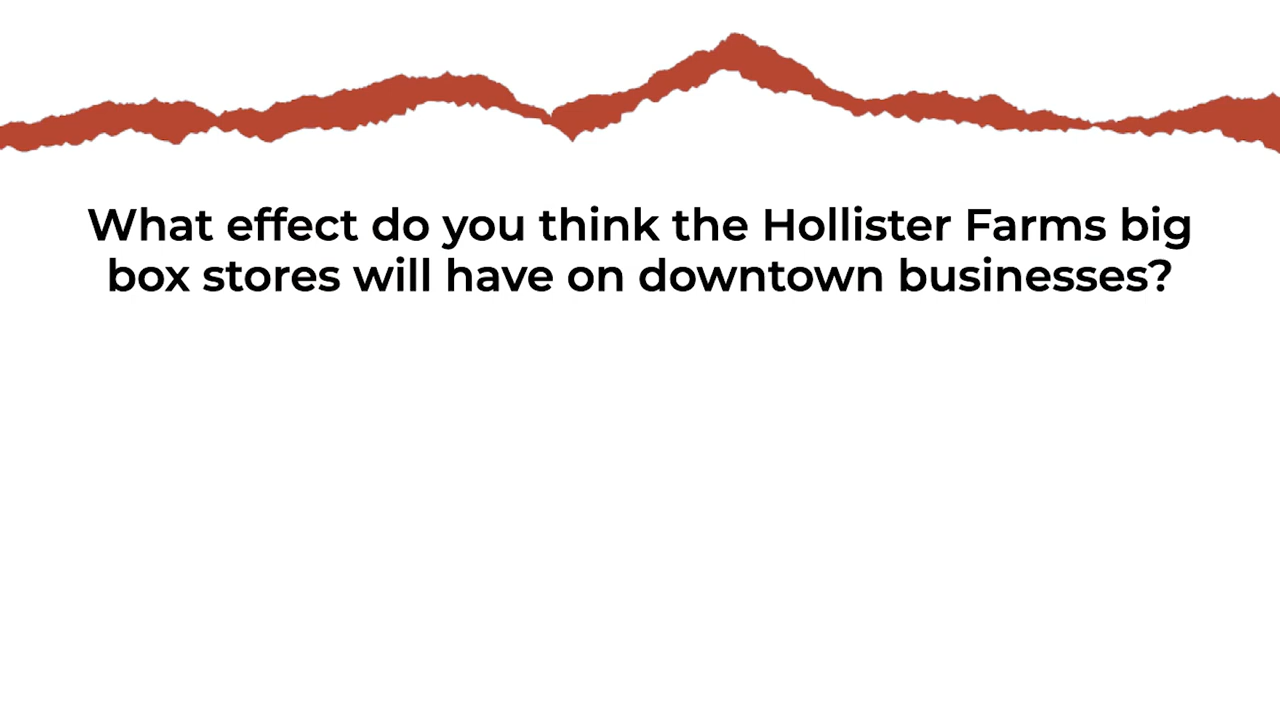 What effect do you think the Hollister Farms big
box stores will have on downtown businesses?